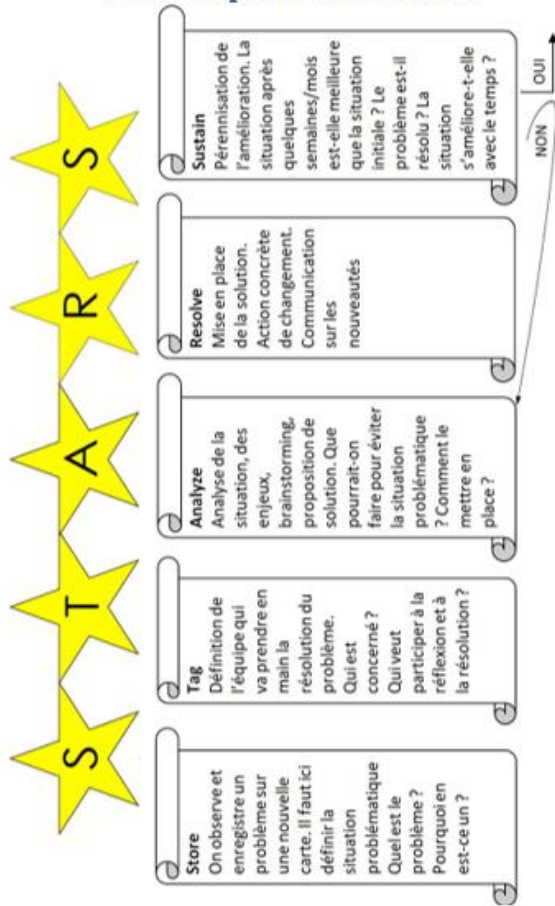 S
T
A
R
S
Store
On observe et
enregistre un
problème sur
une nouvelle
carte. Il faut ici
définir la
situation
problématique
Quel est le
problème ?
Pourquoi en
est-ce un ?
Tag
Définition de
l'équipe qui
va prendre en
main la
résolution du
problème.
Qui est
concerné ?
Qui veut
participer à la
réflexion et à
la résolution ?
Analyze
Analyse de la
situation, des
enjeux,
brainstorming,
proposition de
solution. Que
pourrait-on
faire pour éviter
la situation
problématique
? Comment le
mettre en
place ?
Resolve
Mise en place
de la solution.
Action concrète
de changement.
Communication
sur les
nouveautés
Sustain
Pérennisation de
l'amélioration. La
situation après
quelques
semaines/mois
est-elle meilleure
que la situation
initiale ? Le
problème est-il
résolu ? La
situation
s'améliore-t-elle
avec le temps ?
NON
OUI